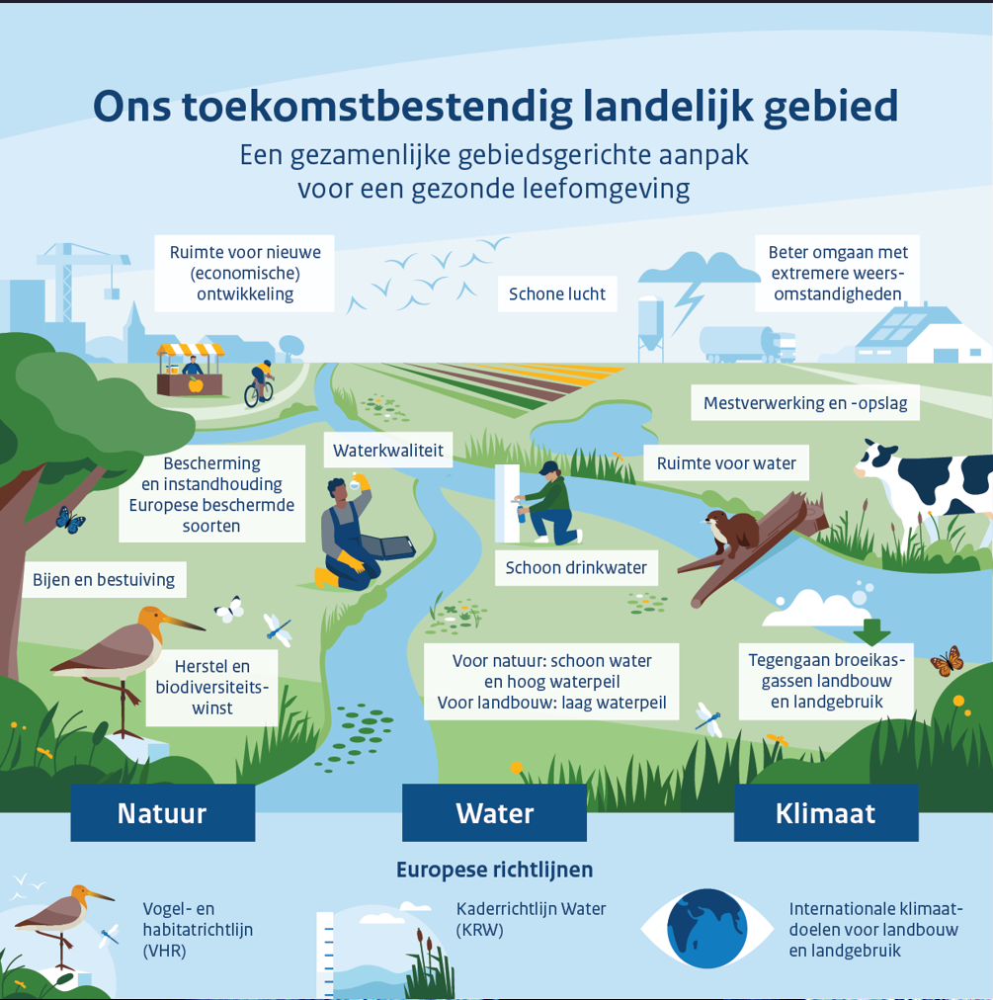 Ons toekomstbestendig landelijk gebied
Een gezamenlijke gebiedsgerichte aanpak
voor een gezonde leefomgeving
Ruimte voor nieuwe
(economische)
ontwikkeling
Schone lucht
Beter omgaan met
extremere weers-
omstandigheden
Mestverwerking en -opslag
Waterkwaliteit
Ruimte voor water
Bescherming
en instandhouding
Europese beschermde
soorten
Schoon drinkwater
Bijen en bestuiving
Herstel en
biodiversiteits-
winst
Voor natuur: schoon water
en hoog waterpeil
Voor landbouw: laag waterpeil
Tegengaan broeikas-
gassen landbouw
en landgebruik
Natuur
Water
Klimaat
Europese richtlijnen
Vogel- en
habitatrichtlijn
(VHR)
Kaderrichtlijn Water
(KRW)
Internationale klimaat-
doelen voor landbouw
en landgebruik